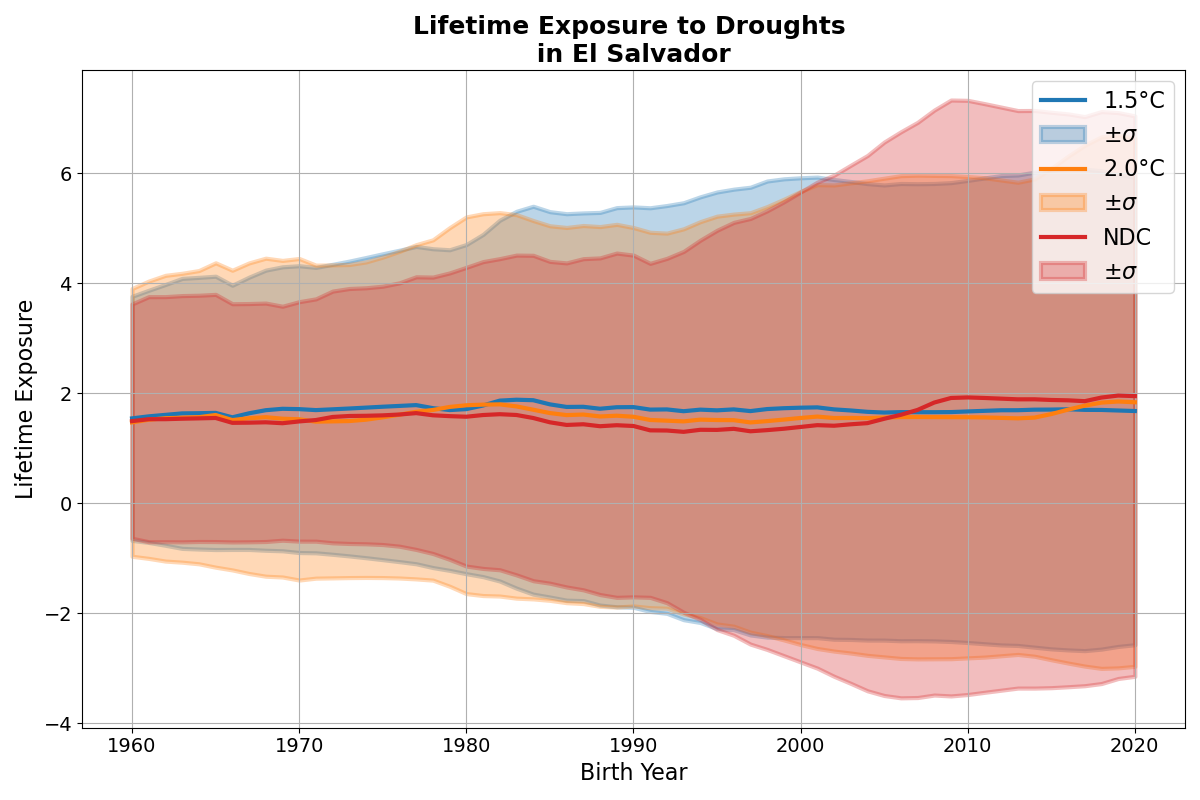 Lifetime Exposure to Droughts
in El Salvador
1.5°C
±σ
2.0°C
±σ
NDC
±σ
Lifetime Exposure
6
4
2
0
−2
−4
1960
1970
1980
1990
2000
2010
2020
Birth Year